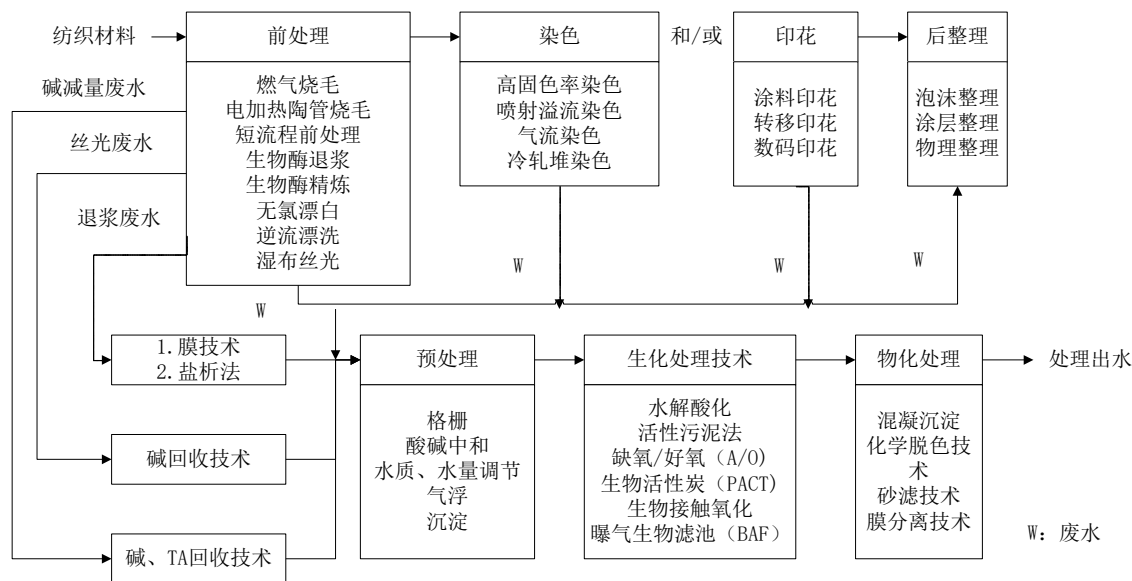 纺织材料
前处理
染色
和/或
印花
后整理
碱减量废水
丝光废水
退浆废水
燃气烧毛
电加热陶管烧毛
短流程前处理
生物酶退浆
生物酶精炼
无氯漂白
逆流漂洗
湿布丝光
高固色率染色
喷射溢流染色
气流染色
冷轧堆染色
涂料印花
转移印花
数码印花
泡沫整理
涂层整理
物理整理
W
W
W
W
1.膜技术
2.盐析法
碱回收技术
碱、TA回收技术
预处理
格栅
酸碱中和
水质、水量调节
气浮
沉淀
生化处理技术
水解酸化
活性污泥法
缺氧/好氧（A/O）
生物活性炭（PACT）
生物接触氧化
曝气生物滤池（BAF）
物化处理
混凝沉淀
化学脱色技
术
砂滤技术
膜分离技术
处理出水
W: 废水